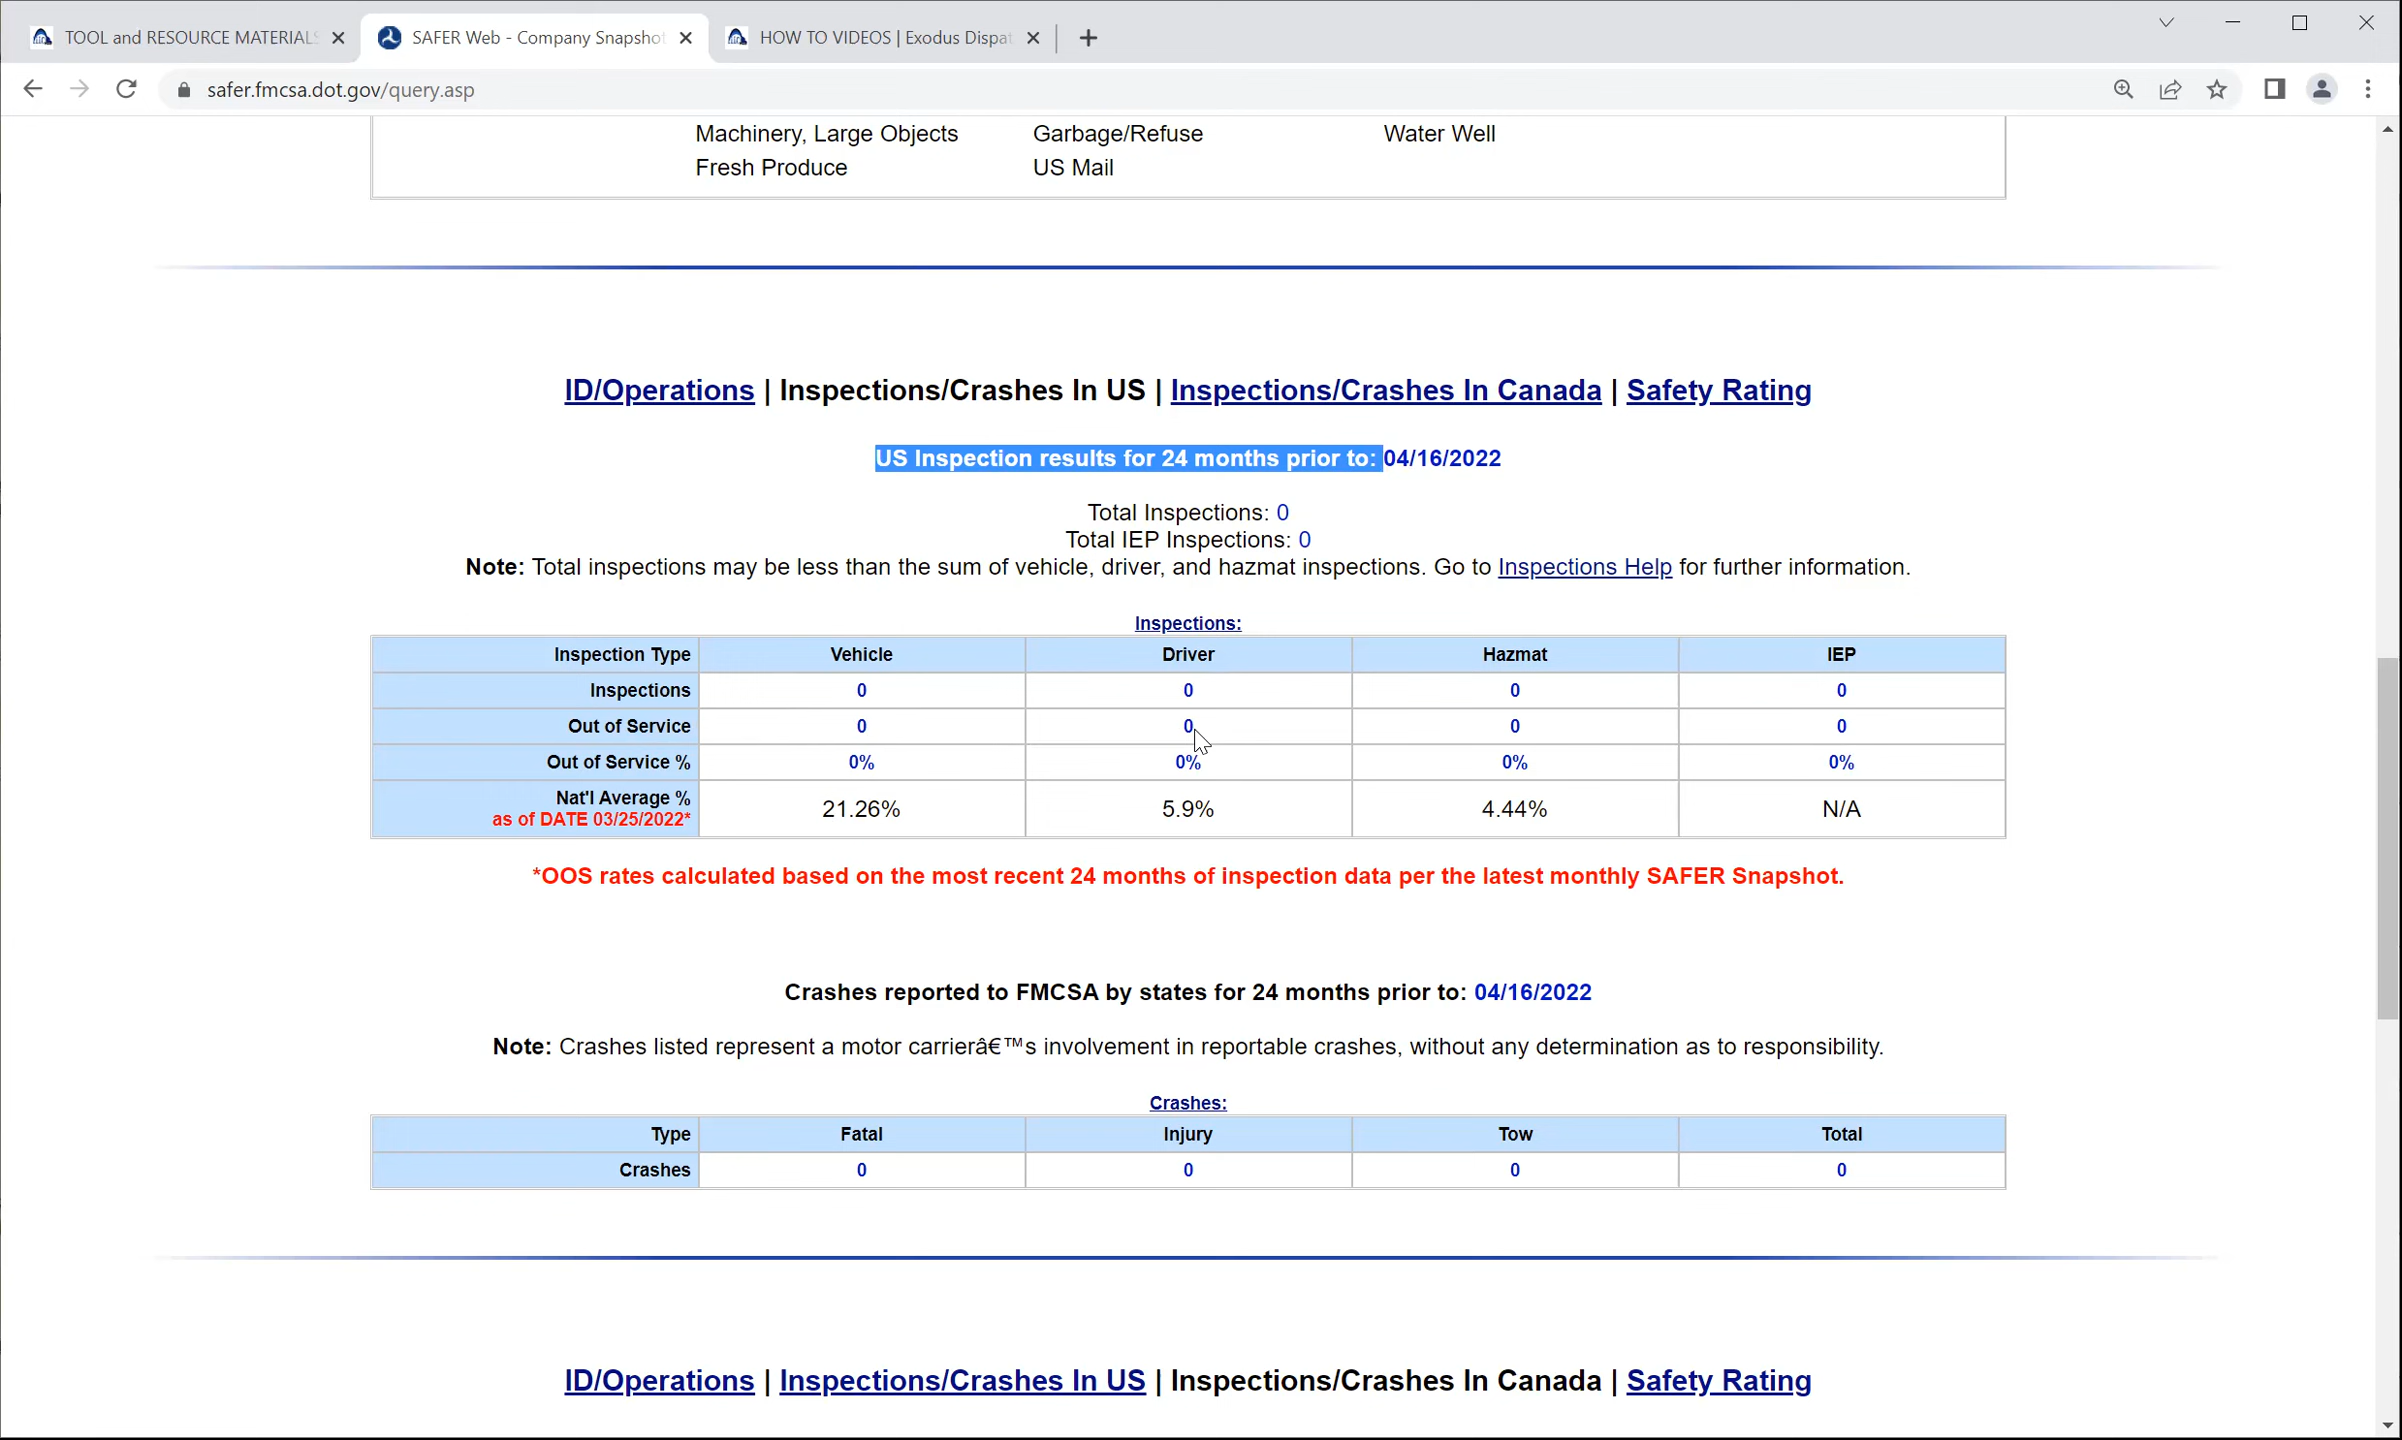 TOOL and RESOURCE MATERIALS
SAFER Web - Company Snapshot
HOW TO VIDEOS | Exodus Dispat
safer.fmcsa.dot.gov/query.asp
Machinery, Large Objects Garbage/Refuse Water Well
Fresh Produce US Mail
ID/Operations | Inspections/Crashes In US | Inspections/Crashes In Canada | Safety Rating
US Inspection results for 24 months prior to: 04/16/2022
Total Inspections: 0
Total IEP Inspections: 0
Note: Total inspections may be less than the sum of vehicle, driver, and hazmat inspections. Go to Inspections Help for further information.
Inspections:
Inspection Type Vehicle Driver Hazmat IEP
Inspections 0 0 0 0
Out of Service 0 0 0 0
Out of Service % 0% 0% 0% 0%
Nat'l Average %
as of DATE 03/25/2022* 21.26% 5.9% 4.44% N/A
*OOS rates calculated based on the most recent 24 months of inspection data per the latest monthly SAFER Snapshot.
Crashes reported to FMCSA by states for 24 months prior to: 04/16/2022
Note: Crashes listed represent a motor carrierâ€™s involvement in reportable crashes, without any determination as to responsibility.
Crashes:
Type Fatal Injury Tow Total
Crashes 0 0 0 0
ID/Operations | Inspections/Crashes In US | Inspections/Crashes In Canada | Safety Rating